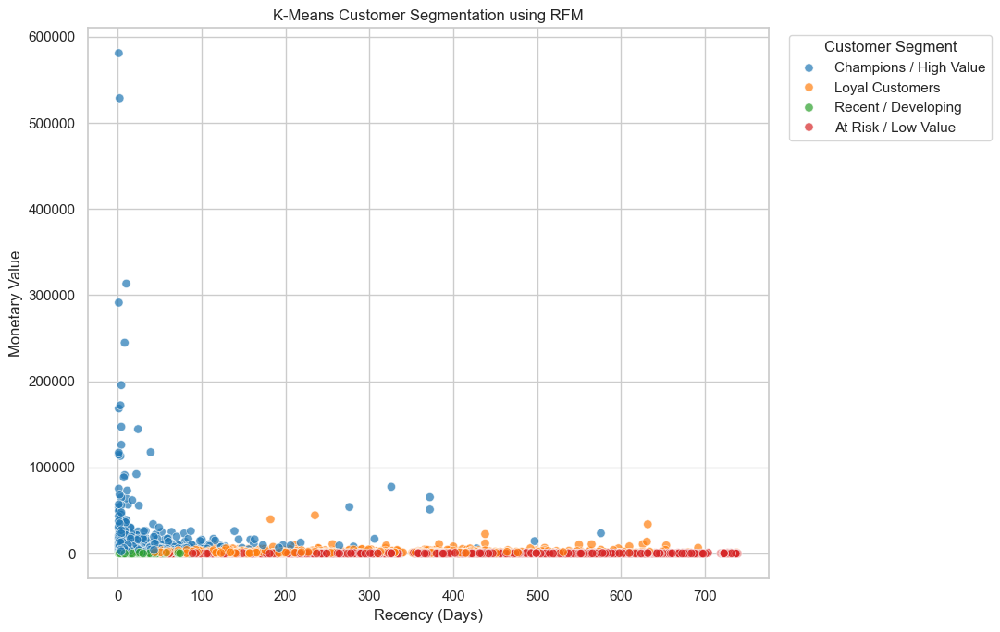 K-Means Customer Segmentation using RFM
Customer Segment
Champions / High Value
Loyal Customers
Recent / Developing
At Risk / Low Value
Monetary Value
600000
500000
400000
300000
200000
100000
0
0 100 200 300 400 500 600 700
Recency (Days)